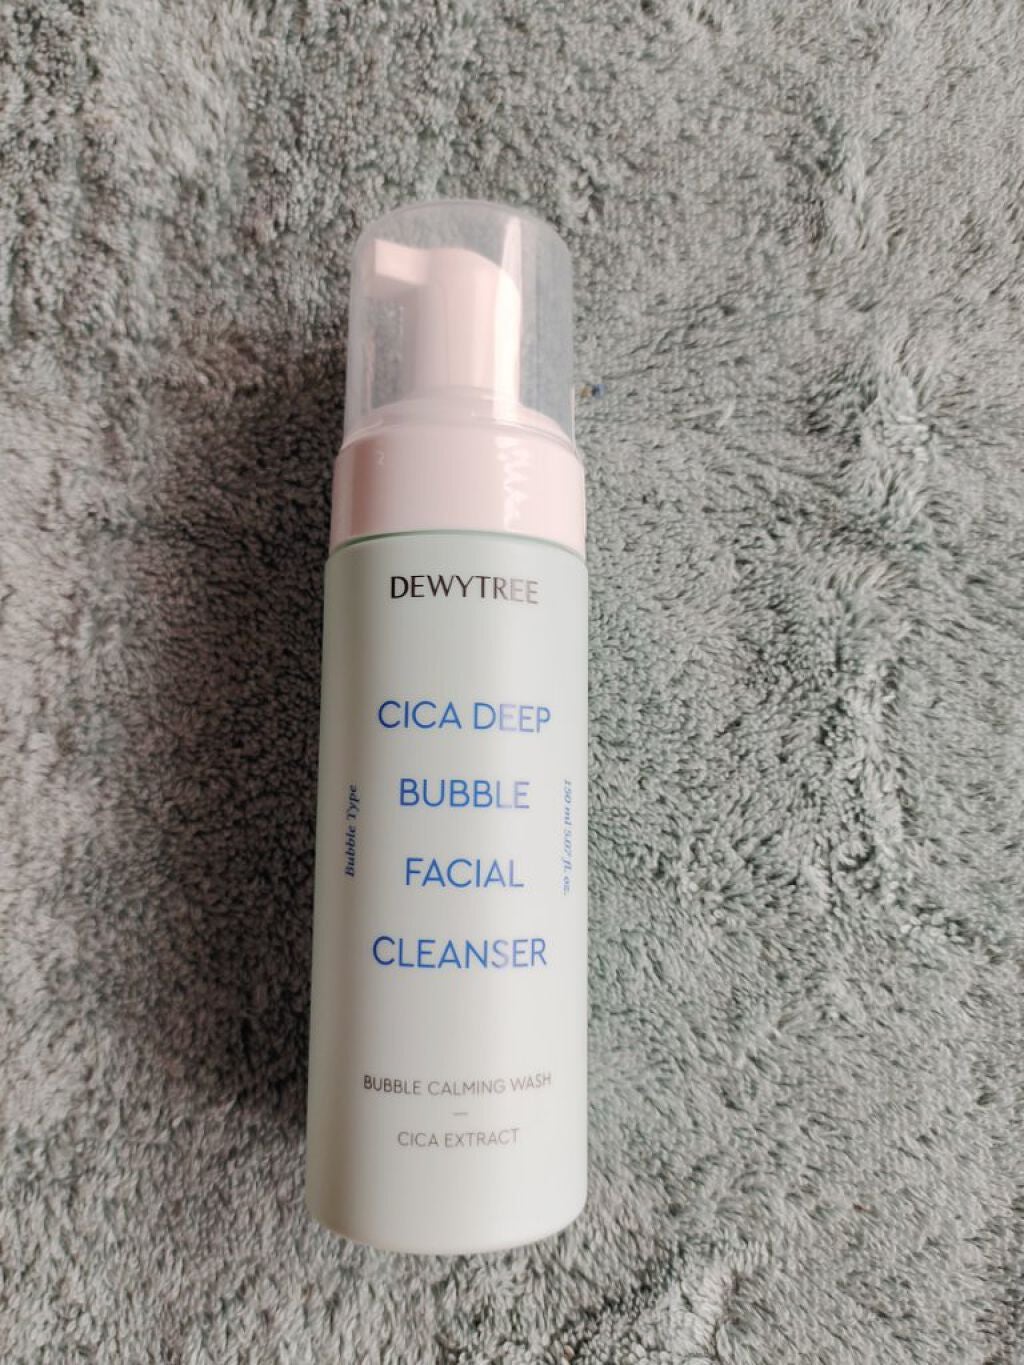 DEWYTREE
CICA DEEP
BUBBLE
FACIAL
CLEANSER
Bubble Type
150 ml 5.07 fl. oz.
BUBBLE CALMING WASH
—
CICA EXTRACT